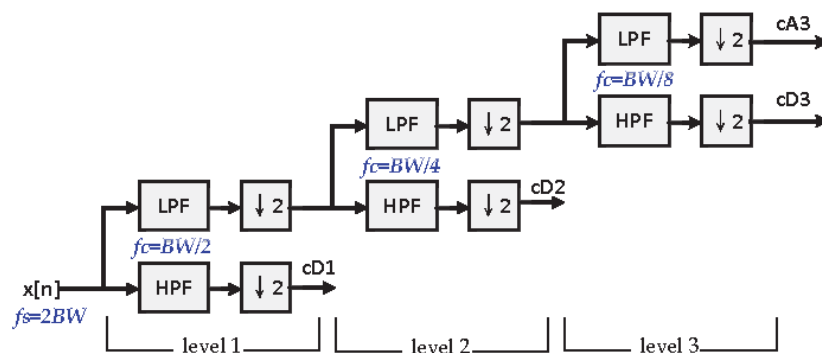 LPF ↓ 2 cA3
fc=BW/8
LPF ↓ 2 HPF ↓ 2 cD3
fc=BW/4
LPF ↓ 2 HPF ↓ 2 cD2
fc=BW/2
x[n] HPF ↓ 2 cD1
fs=2BW
level 1 level 2 level 3